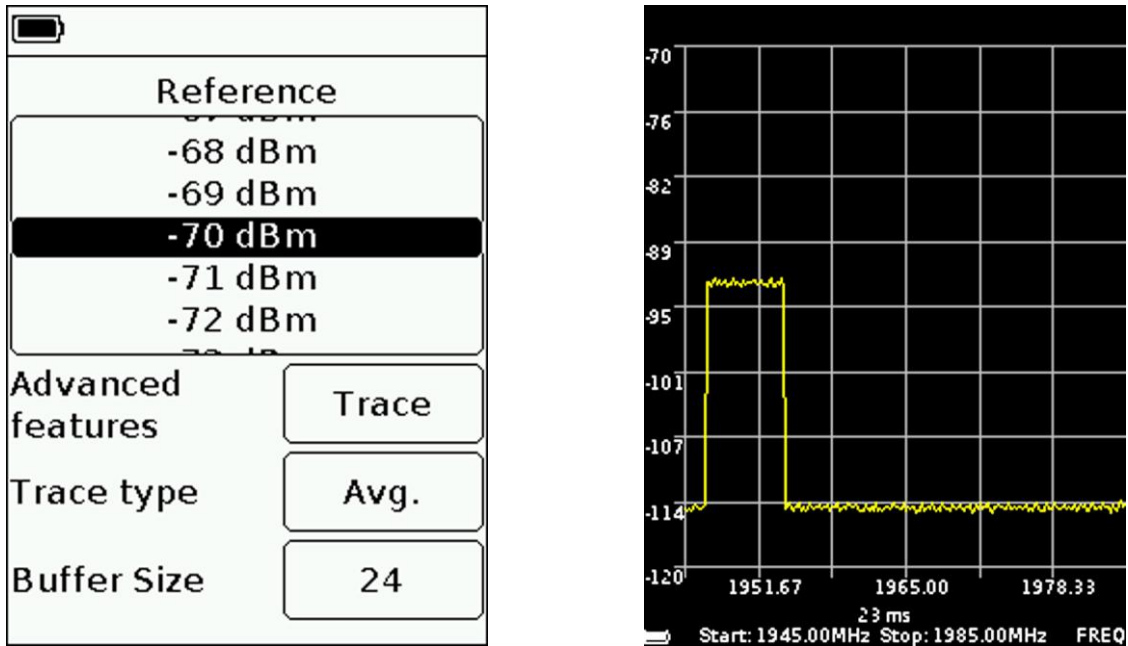 Reference
-68 dBm
-69 dBm
-70 dBm
-71 dBm
-72 dBm
Advanced
features
Trace
Trace type
Avg.
Buffer Size
24
-70
-76
-82
-89
-95
-101
-107
-114
-120
1951.67 1965.00 1978.33
23 ms
Start: 1945.00MHz Stop: 1985.00MHz FREQ